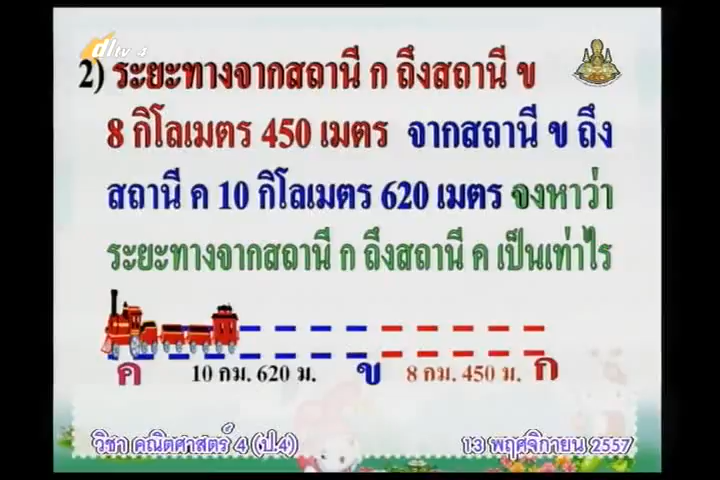 dltv 4
2) ระยะทางจากสถานี ก ถึงสถานี ข
8 กิโลเมตร 450 เมตร จากสถานี ข ถึง
สถานี ค 10 กิโลเมตร 620 เมตร จงหาว่า
ระยะทางจากสถานี ก ถึงสถานี ค เป็นเท่าไร
ค 10 กม. 620 ม. ข 8 กม. 450 ม. ก
วิชา คณิตศาสตร์ 4 (ป.4) 13 พฤศจิกายน 2557